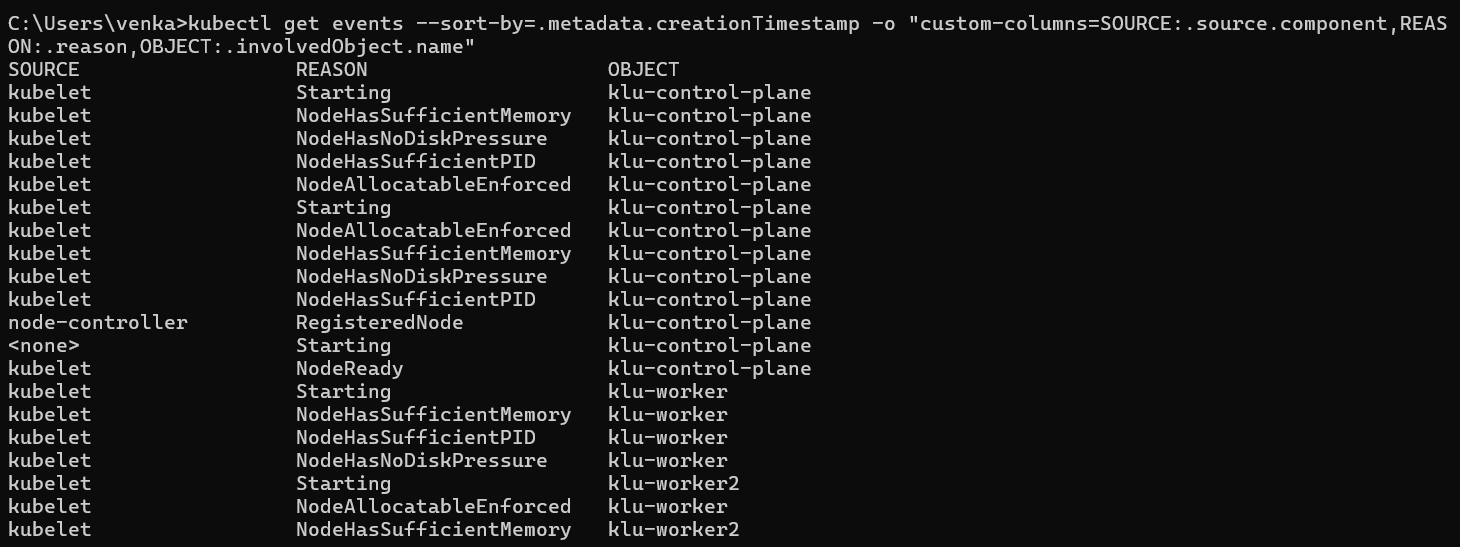 C:\Users\venka>kubectl get events --sort-by=.metadata.creationTimestamp -o "custom-columns=SOURCE:.source.component,REAS
ON:.reason,OBJECT:.involvedObject.name"
SOURCE                  REASON                    OBJECT
kubelet                 Starting                  klu-control-plane
kubelet                 NodeHasSufficientMemory   klu-control-plane
kubelet                 NodeHasNoDiskPressure     klu-control-plane
kubelet                 NodeHasSufficientPID      klu-control-plane
kubelet                 NodeAllocatableEnforced   klu-control-plane
kubelet                 Starting                  klu-control-plane
kubelet                 NodeAllocatableEnforced   klu-control-plane
kubelet                 NodeHasSufficientMemory   klu-control-plane
kubelet                 NodeHasNoDiskPressure     klu-control-plane
kubelet                 NodeHasSufficientPID      klu-control-plane
node-controller         RegisteredNode            klu-control-plane
<none>                  Starting                  klu-control-plane
kubelet                 NodeReady                 klu-control-plane
kubelet                 Starting                  klu-worker
kubelet                 NodeHasSufficientMemory   klu-worker
kubelet                 NodeHasSufficientPID      klu-worker
kubelet                 NodeHasNoDiskPressure     klu-worker
kubelet                 Starting                  klu-worker2
kubelet                 NodeAllocatableEnforced   klu-worker
kubelet                 NodeHasSufficientMemory   klu-worker2